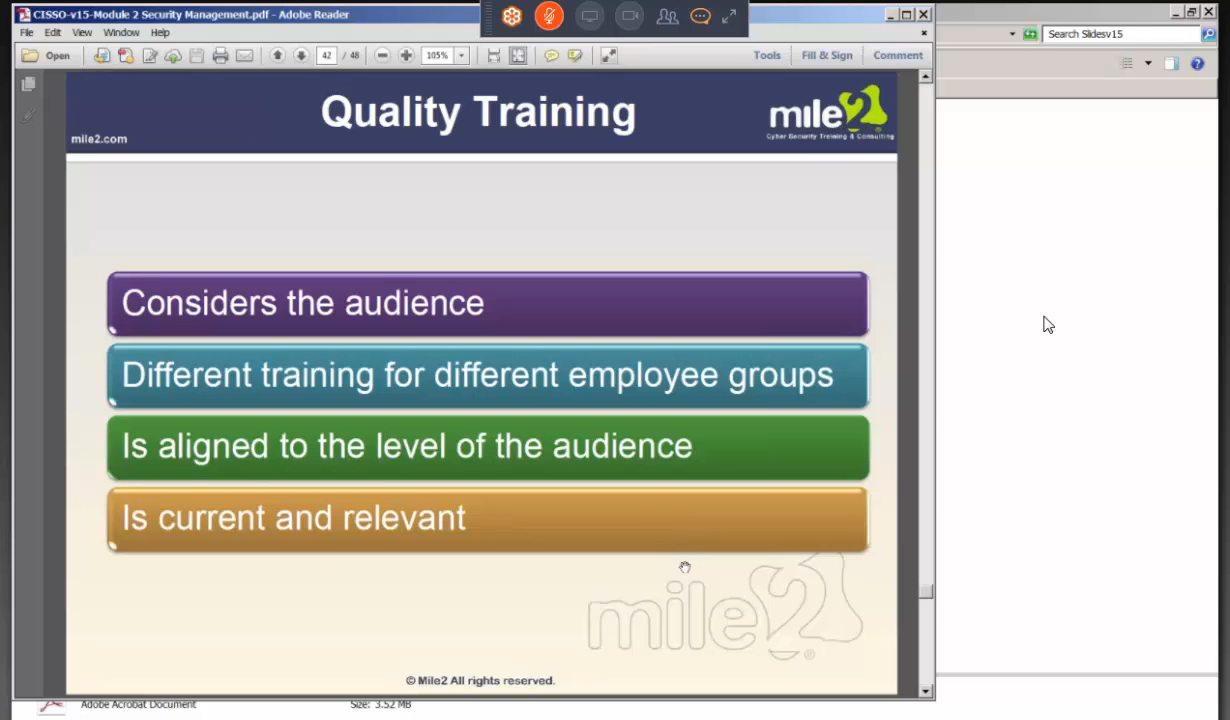 CISSO-v15-Module 2 Security Management.pdf - Adobe Reader
File Edit View Window Help
Search Slidesv15
Open 42 / 48 105% Tools Fill & Sign Comment
Quality Training
mile2
Cyber Security Training & Consulting
mile2.com
Considers the audience
Different training for different employee groups
Is aligned to the level of the audience
Is current and relevant
mile2
© Mile2 All rights reserved.
Adobe Acrobat Document Size: 3.52 MB